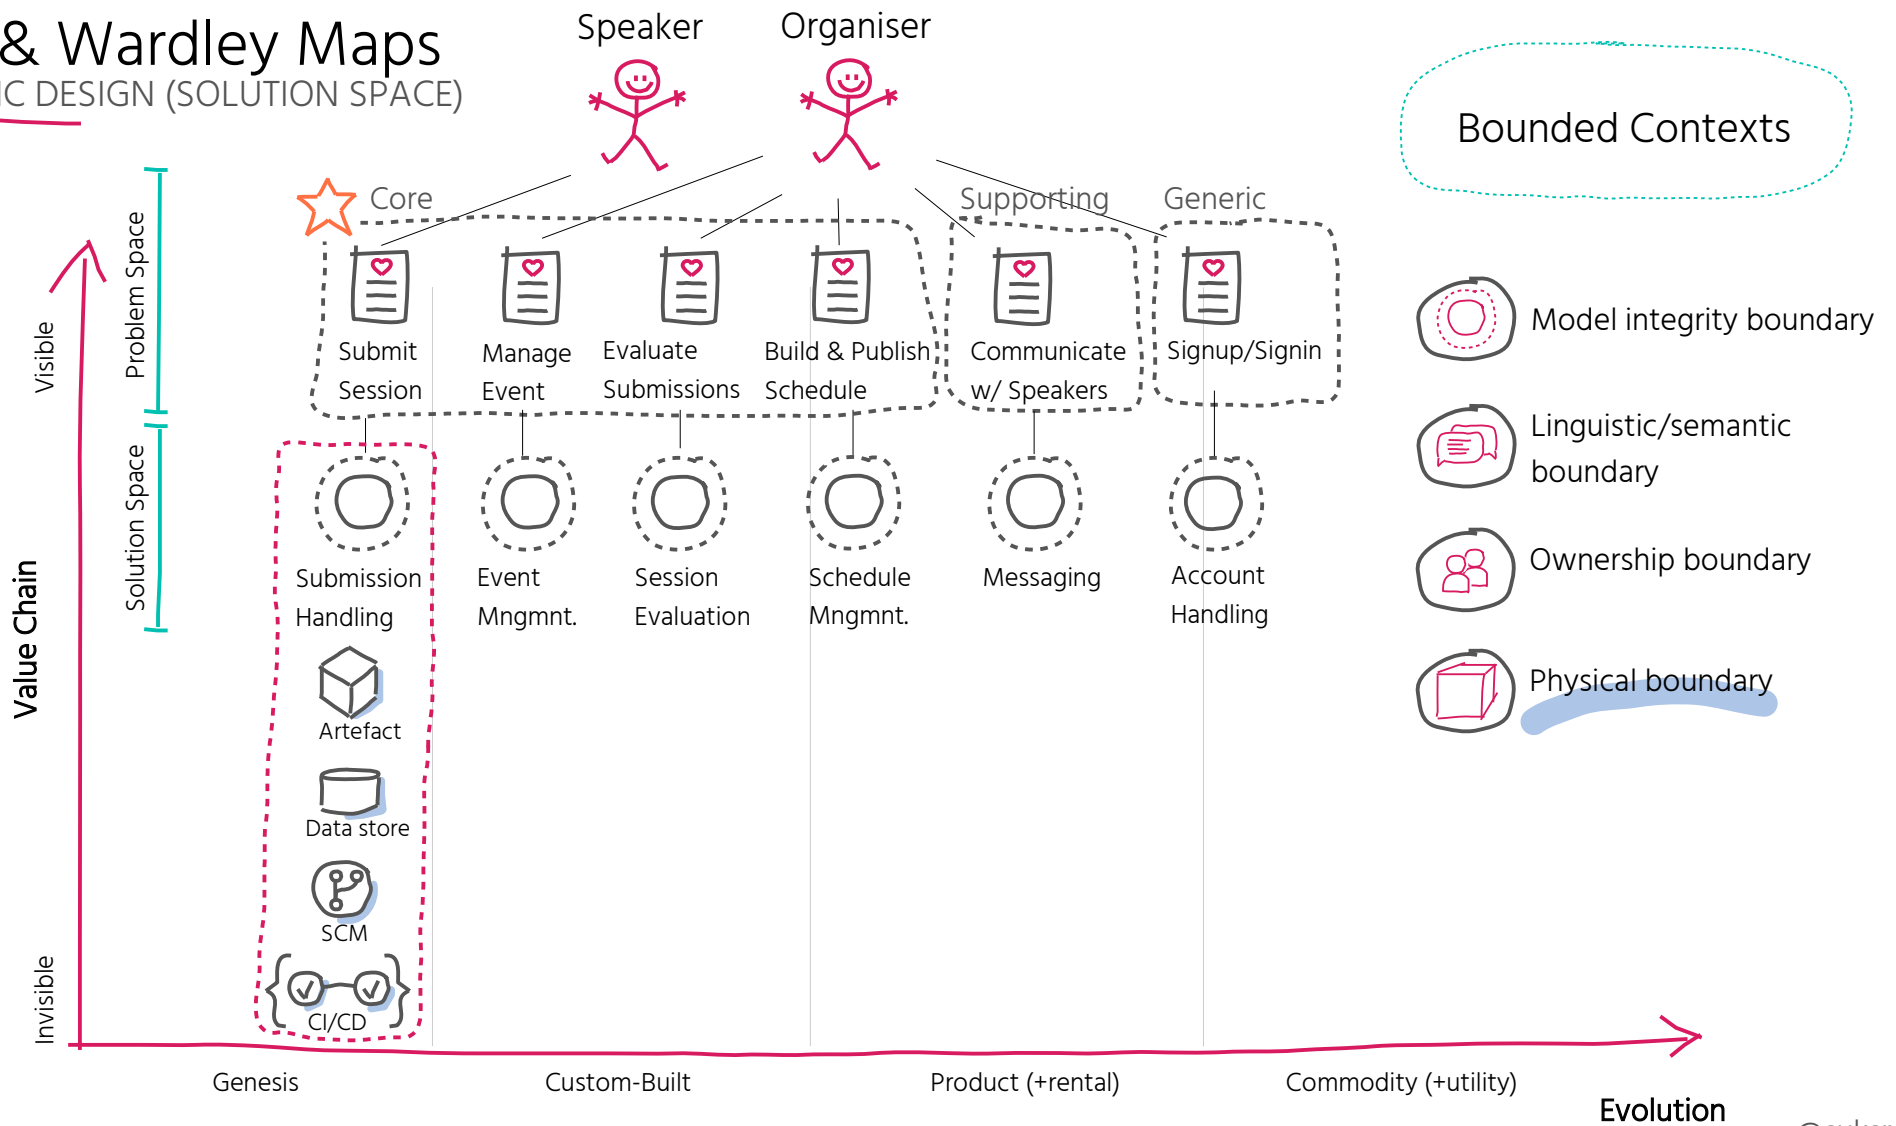 & Wardley Maps
IC DESIGN (SOLUTION SPACE)
Speaker
Organiser
Bounded Contexts
Core
Supporting
Generic
Problem Space
Visible
Submit
Session
Manage
Event
Evaluate
Submissions
Build & Publish
Schedule
Communicate
w/ Speakers
Signup/Signin
Model integrity boundary
Linguistic/semantic
boundary
Ownership boundary
Physical boundary
Solution Space
Value Chain
Submission
Handling
Event
Mngmnt.
Session
Evaluation
Schedule
Mngmnt.
Messaging
Account
Handling
Artefact
Data store
SCM
CI/CD
Invisible
Genesis
Custom-Built
Product (+rental)
Commodity (+utility)
Evolution